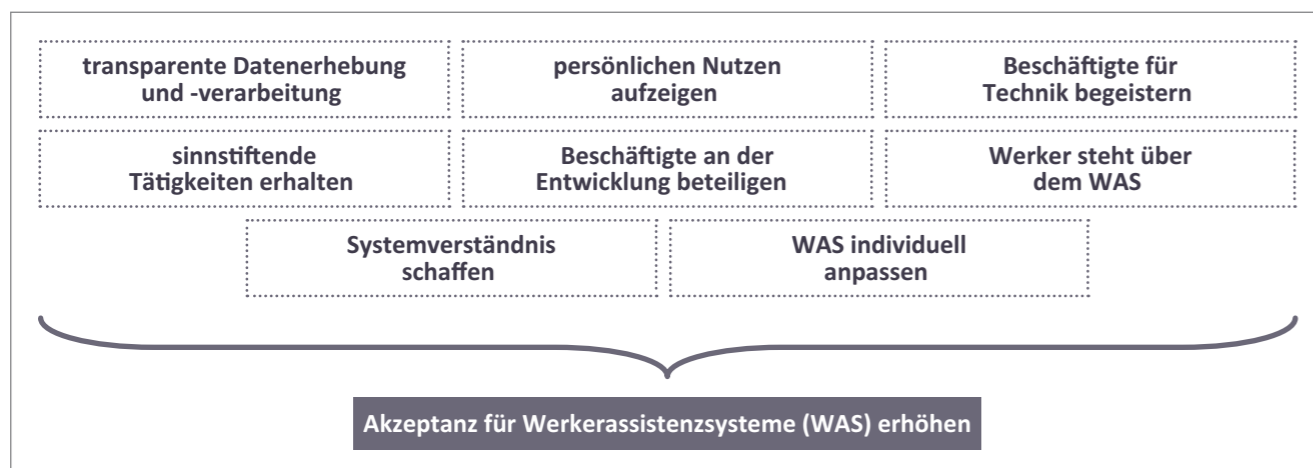 transparente Datenerhebung
und -verarbeitung
persönlichen Nutzen
aufzeigen
Beschäftigte für
Technik begeistern
sinnstiftende
Tätigkeiten erhalten
Beschäftigte an der
Entwicklung beteiligen
Werker steht über
dem WAS
Systemverständnis
schaffen
WAS individuell
anpassen
Akzeptanz für Werkerassistenzsysteme (WAS) erhöhen